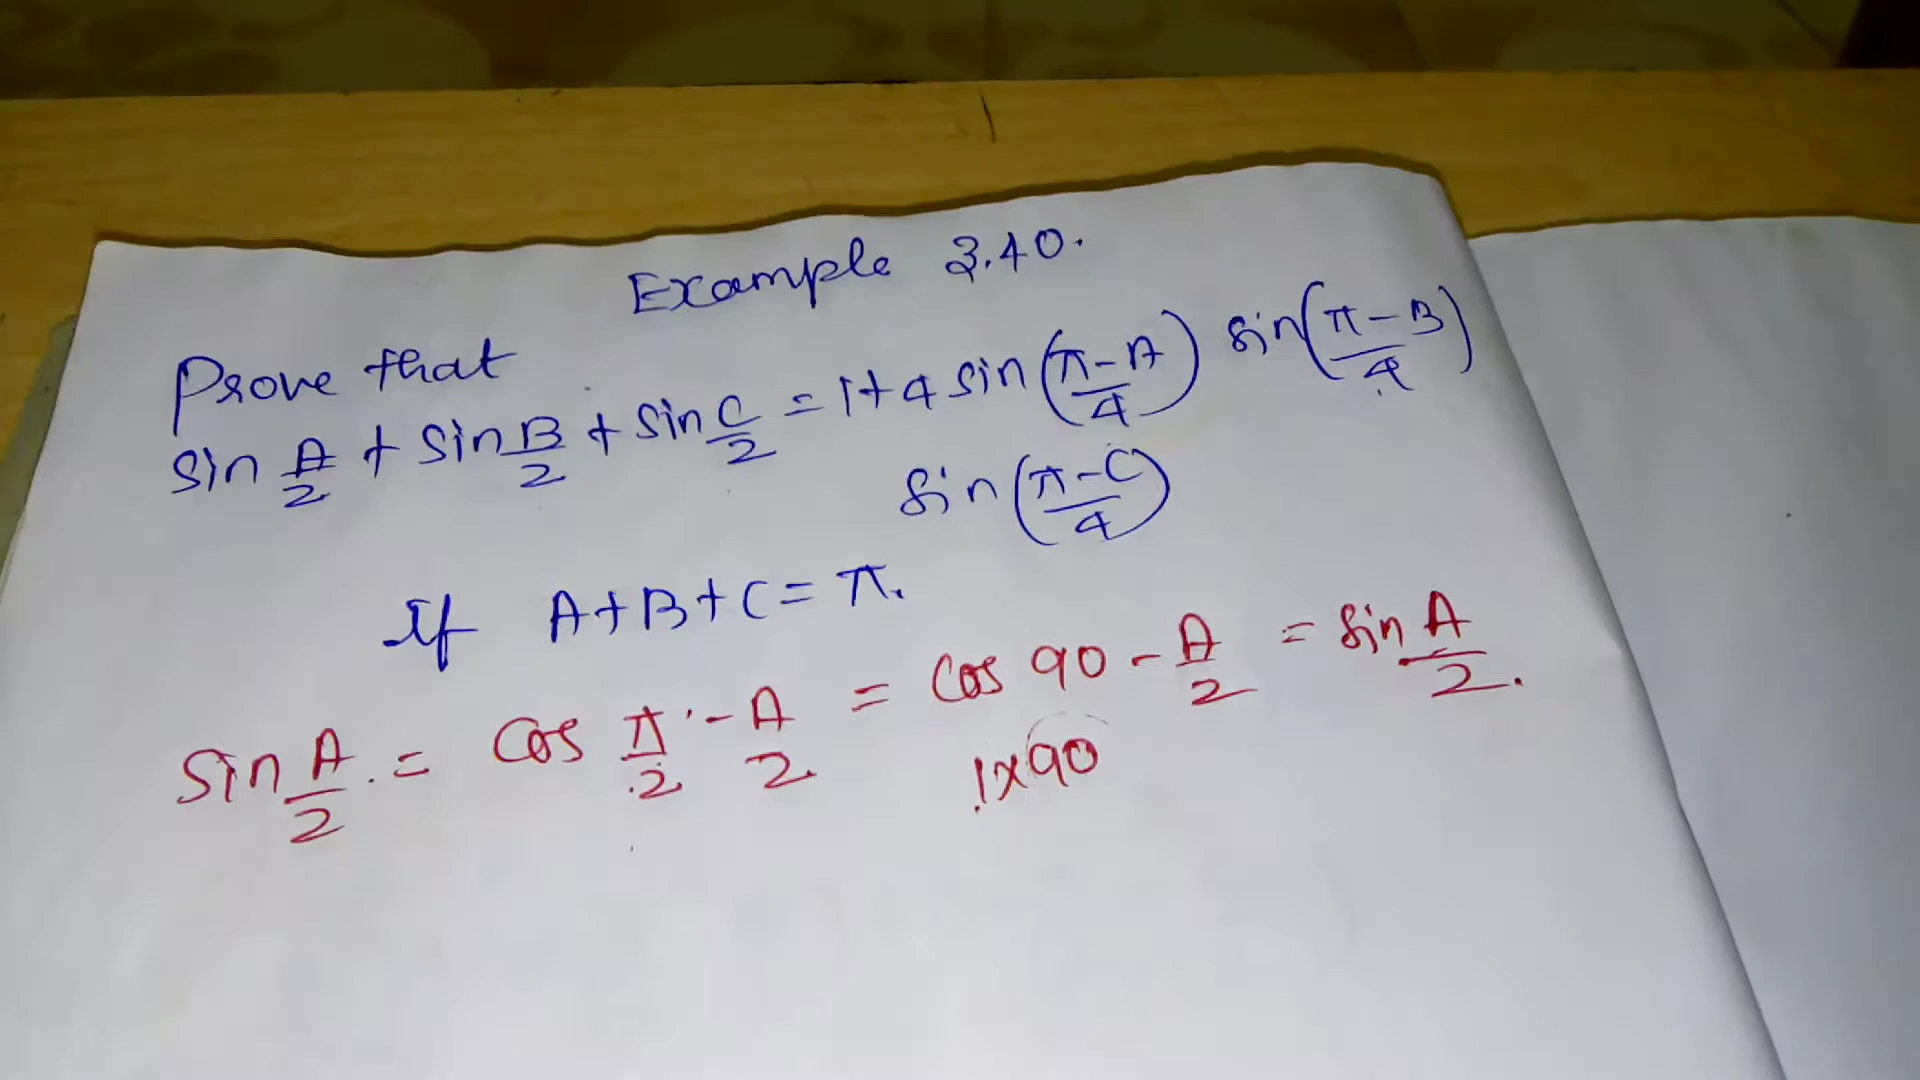 Example 3.40.
Prove that
sin A/2 + sin B/2 + sin C/2 = 1+4 sin (π-A/4) sin (π-B/4)
sin (π-C/4)
If A+B+C = π.
Sin A/2 . = cos π/2 - A/2 = cos 90 - A/2 = sin A/2.
1x90